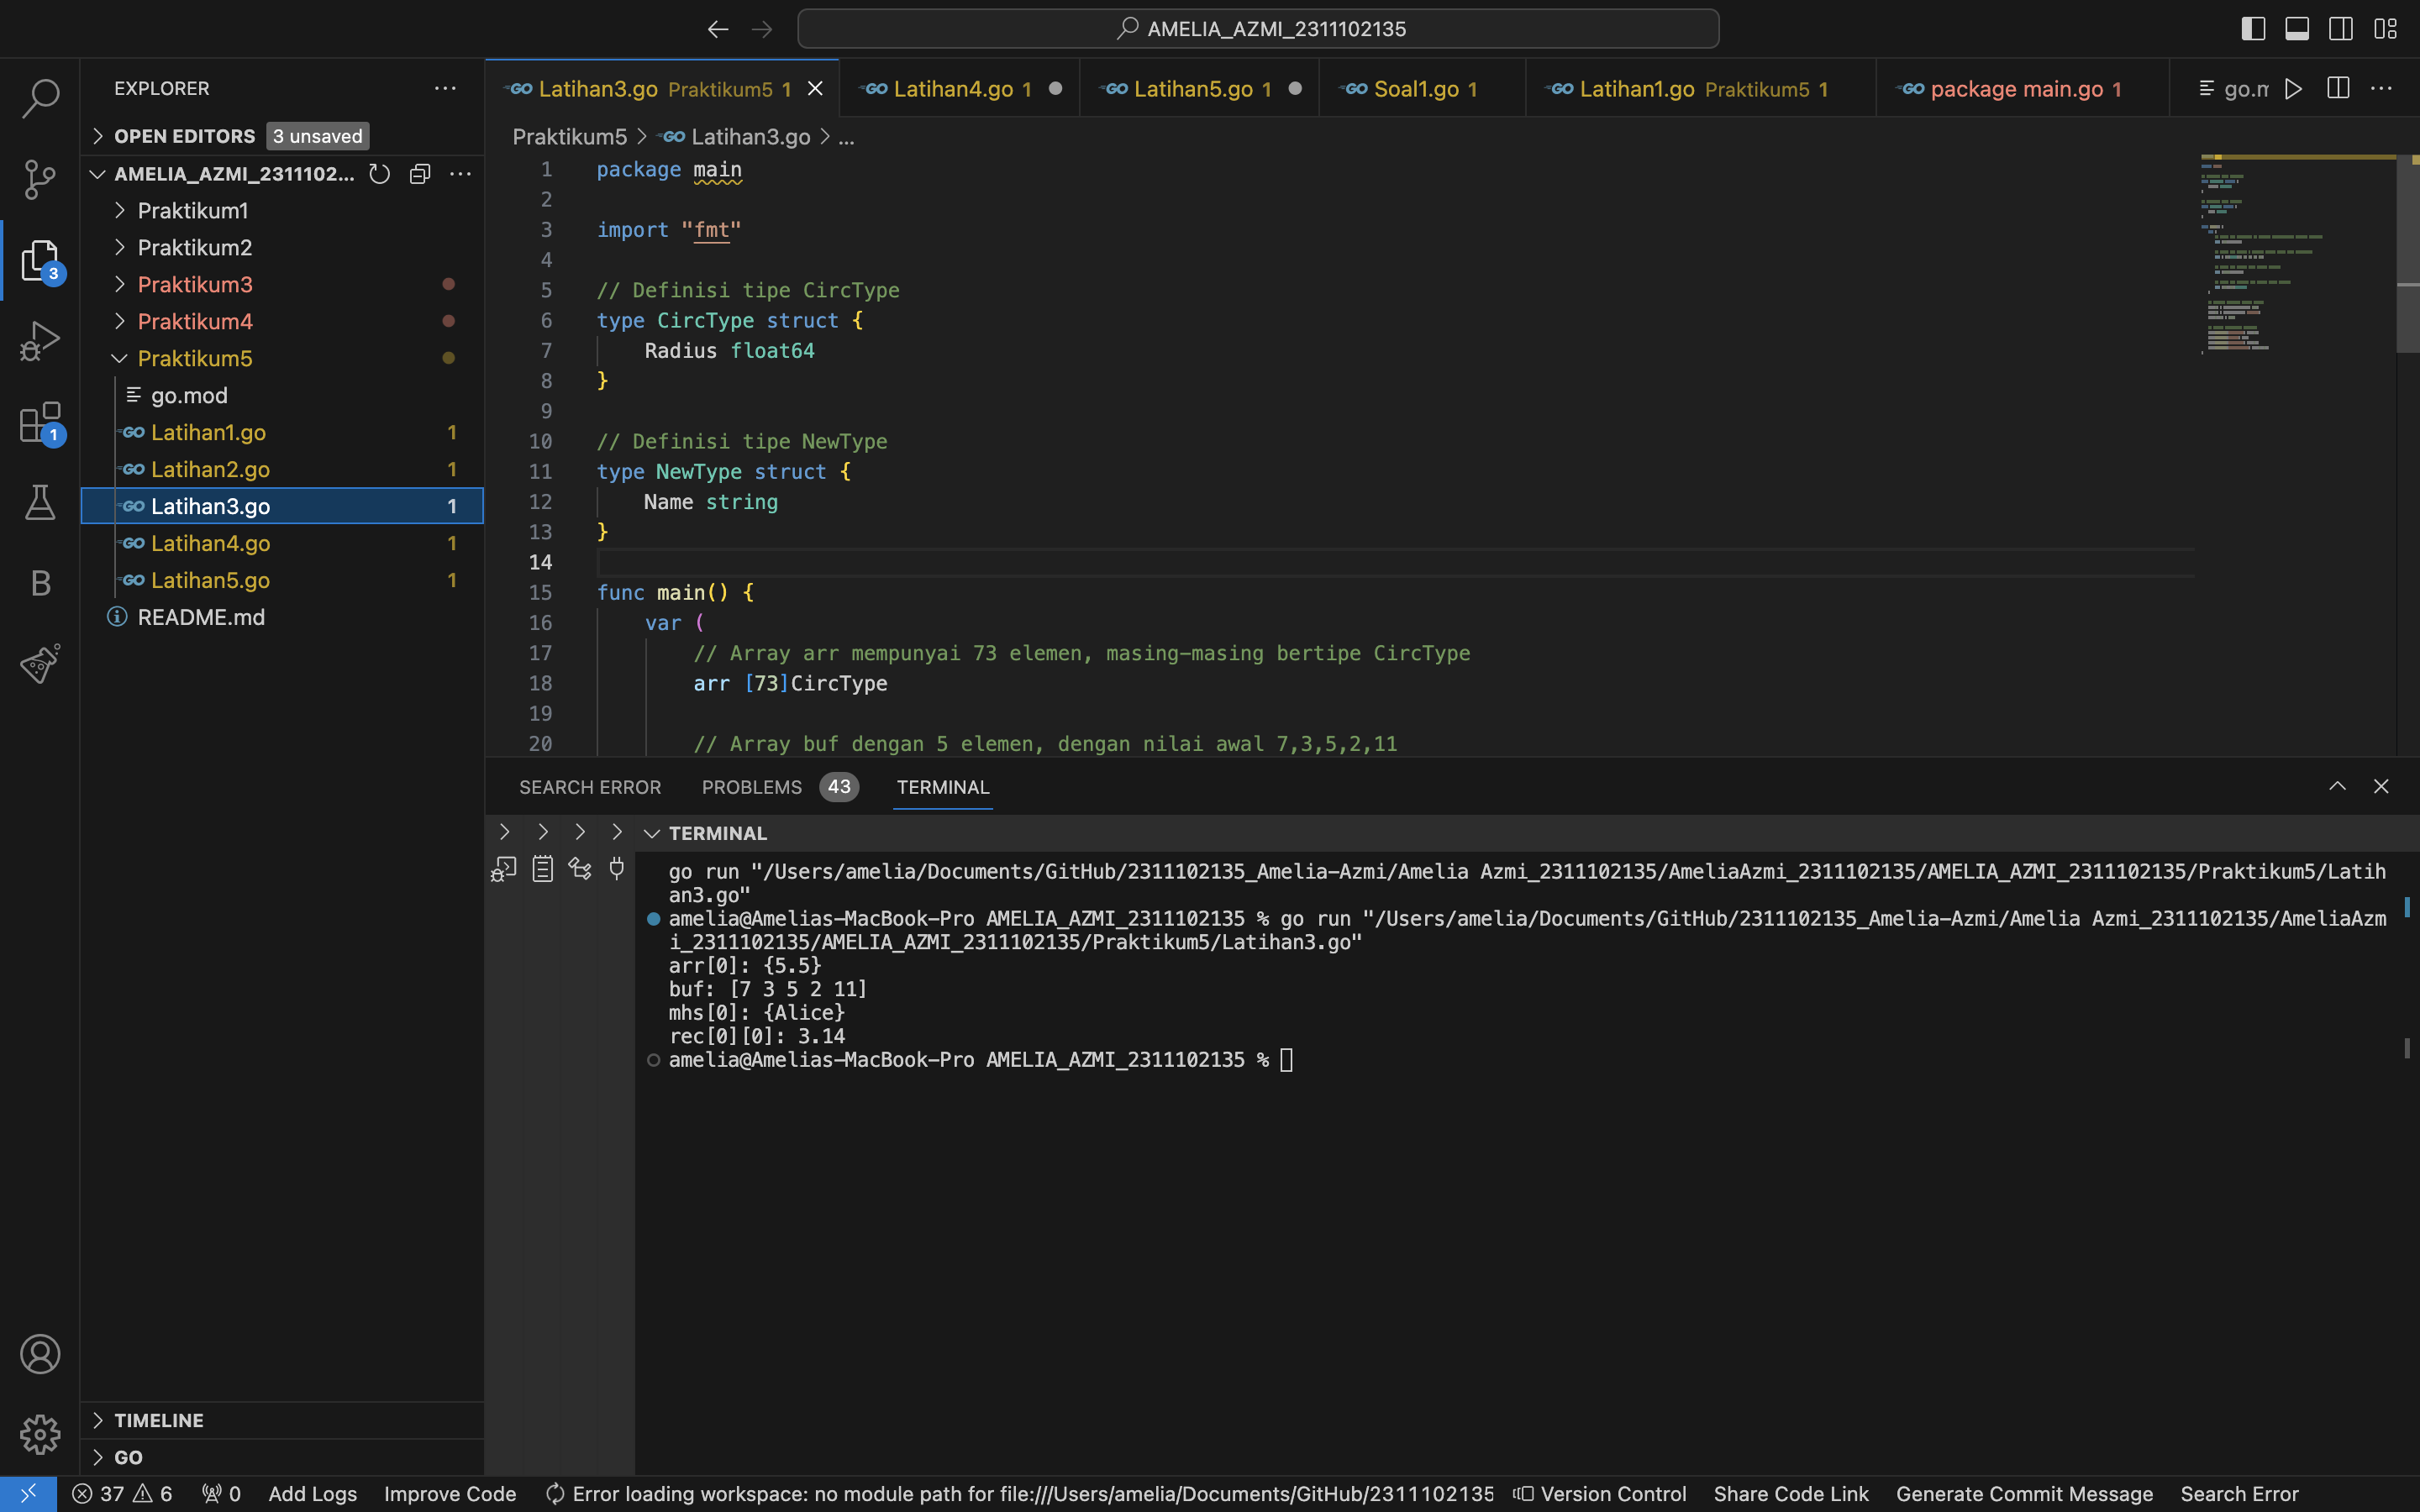 AMELIA_AZMI_2311102135
EXPLORER
OPEN EDITORS 3 unsaved
AMELIA_AZMI_2311102...
Praktikum1
Praktikum2
Praktikum3
Praktikum4
Praktikum5
go.mod
Latihan1.go 1
Latihan2.go 1
Latihan3.go 1
Latihan4.go 1
Latihan5.go 1
README.md
3
1
B
TIMELINE
GO
Latihan3.go Praktikum5 1
Latihan4.go 1
Latihan5.go 1
Soal1.go 1
Latihan1.go Praktikum5 1
package main.go 1
go.m
Praktikum5 > Latihan3.go > ...
1 package main
2
3 import "fmt"
4
5 // Definisi tipe CircType
6 type CircType struct {
7 Radius float64
8 }
9
10 // Definisi tipe NewType
11 type NewType struct {
12 Name string
13 }
14
15 func main() {
16 var (
17 // Array arr mempunyai 73 elemen, masing-masing bertipe CircType
18 arr [73]CircType
19
20 // Array buf dengan 5 elemen, dengan nilai awal 7,3,5,2,11
SEARCH ERROR PROBLEMS 43 TERMINAL
TERMINAL
go run "/Users/amelia/Documents/GitHub/2311102135_Amelia-Azmi/Amelia Azmi_2311102135/AmeliaAzmi_2311102135/AMELIA_AZMI_2311102135/Praktikum5/Latih
an3.go"
amelia@Amelias-MacBook-Pro AMELIA_AZMI_2311102135 % go run "/Users/amelia/Documents/GitHub/2311102135_Amelia-Azmi/Amelia Azmi_2311102135/AmeliaAzm
i_2311102135/AMELIA_AZMI_2311102135/Praktikum5/Latihan3.go"
arr[0]: {5.5}
buf: [7 3 5 2 11]
mhs[0]: {Alice}
rec[0][0]: 3.14
amelia@Amelias-MacBook-Pro AMELIA_AZMI_2311102135 %
37 6 0 Add Logs Improve Code Error loading workspace: no module path for file:///Users/amelia/Documents/GitHub/2311102135 Version Control Share Code Link Generate Commit Message Search Error